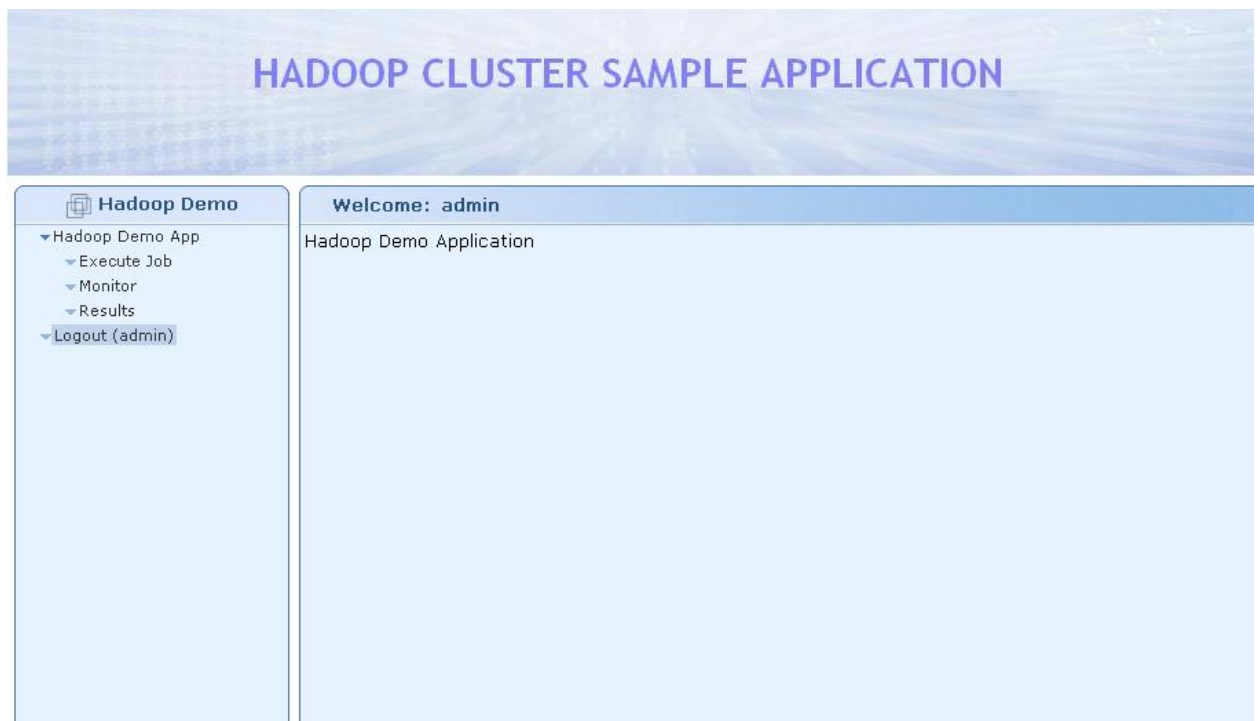 HADOOP CLUSTER SAMPLE APPLICATION
Hadoop Demo
Hadoop Demo App
Execute Job
Monitor
Results
Logout (admin)
Welcome: admin
Hadoop Demo Application